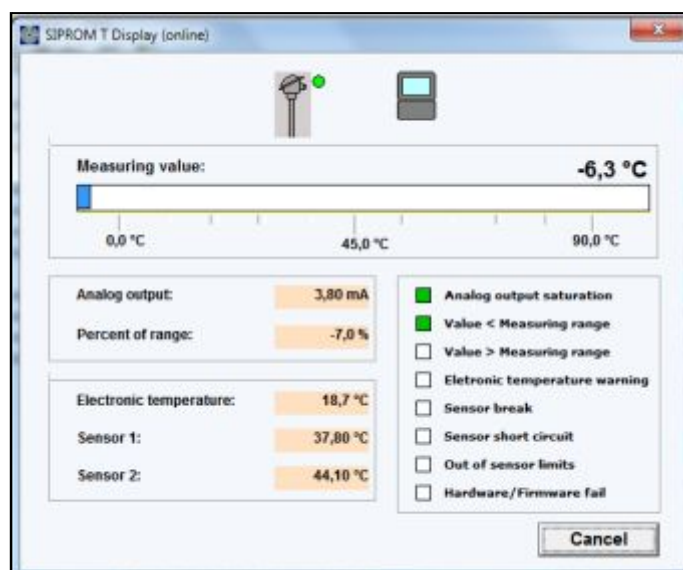 SIPROM T Display (online)
Measuring value:
-6,3 °C
0,0 °C 45,0 °C 90,0 °C
Analog output: 3,80 mA
Percent of range: -7,0 %
Electronic temperature: 18,7 °C
Sensor 1: 37,80 °C
Sensor 2: 44,10 °C
Analog output saturation
Value < Measuring range
Value > Measuring range
Eletronic temperature warning
Sensor break
Sensor short circuit
Out of sensor limits
Hardware/Firmware fail
Cancel